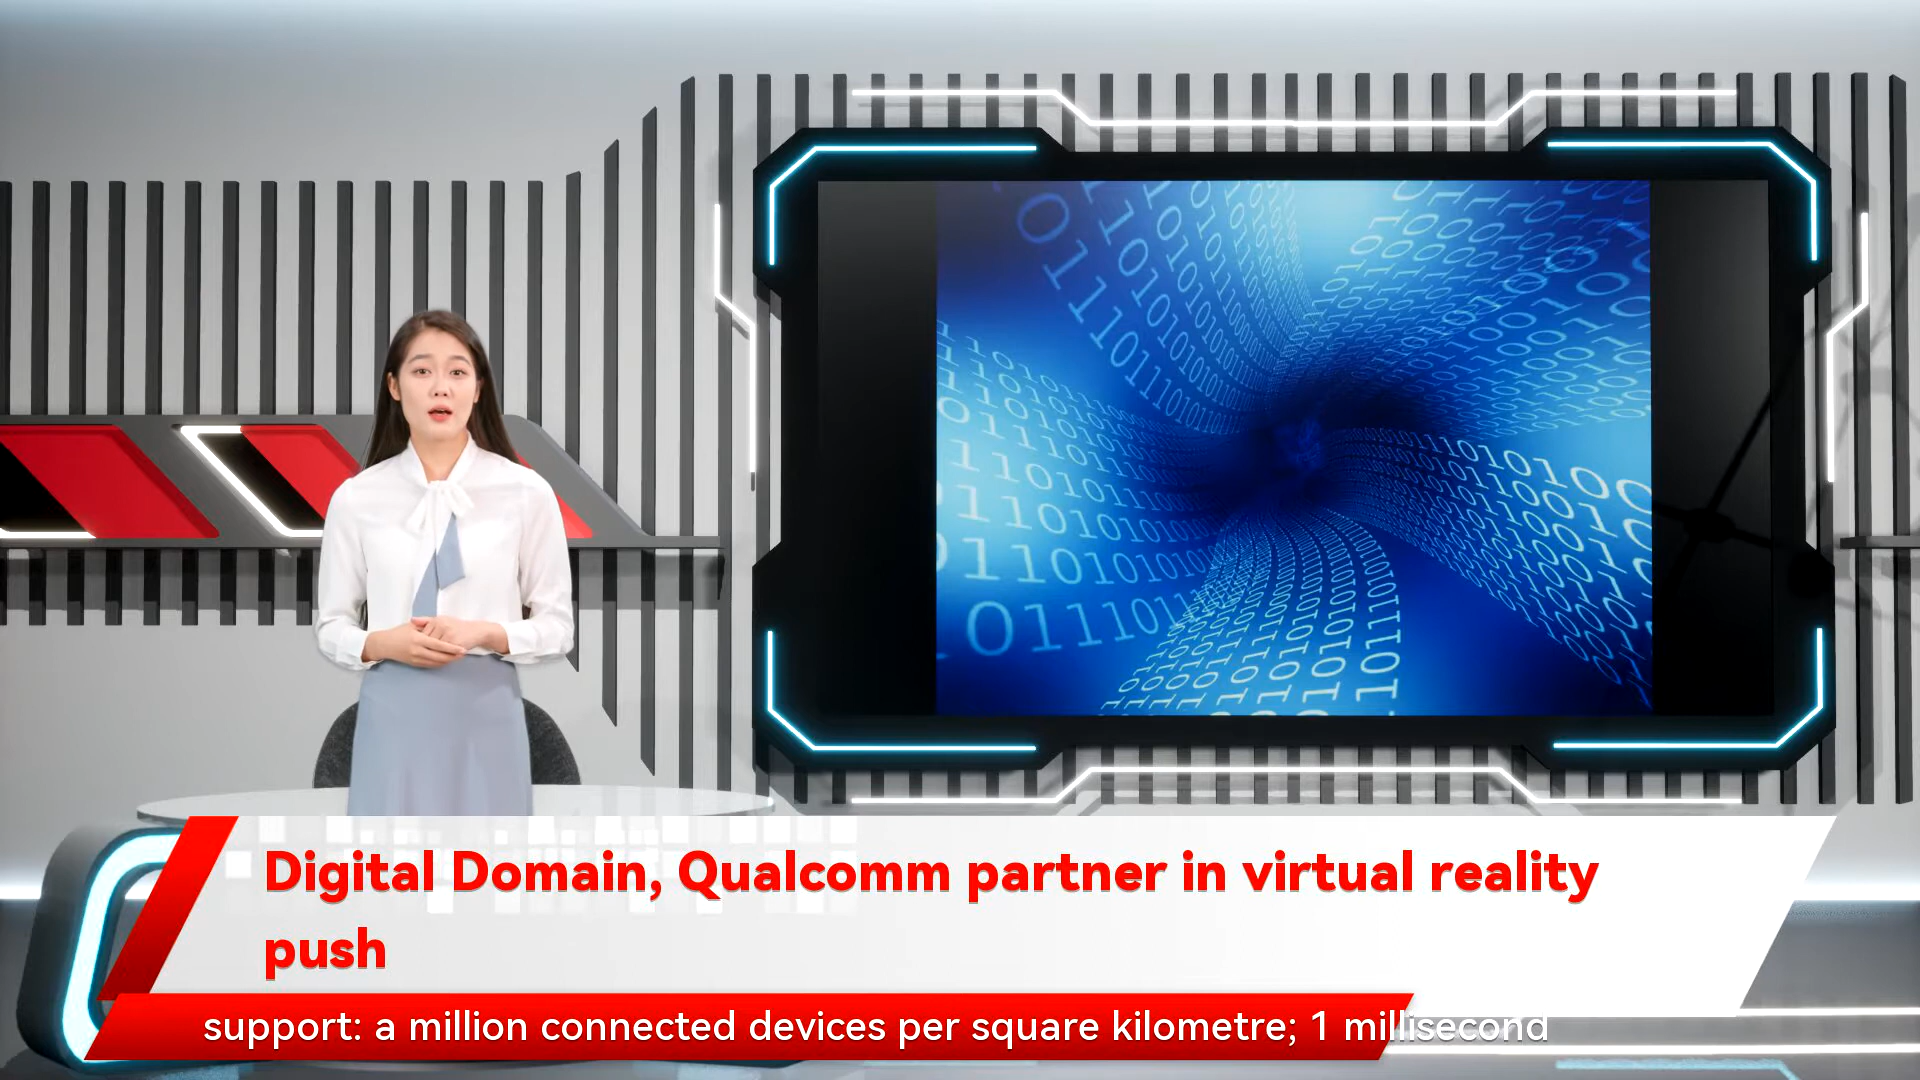 Digital Domain, Qualcomm partner in virtual reality
push
support: a million connected devices per square kilometre; 1 millisecond